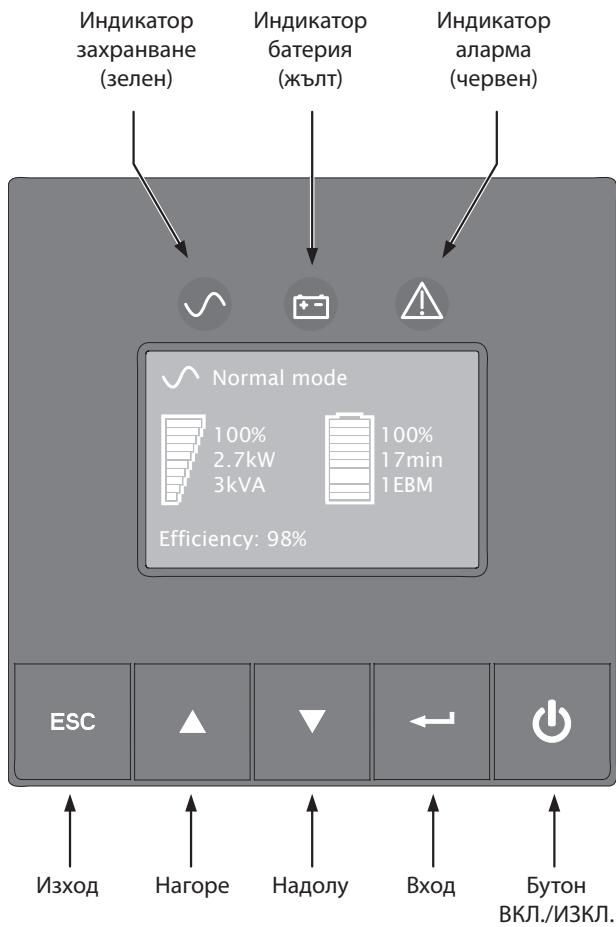 Индикатор
захранване
(зелен)
Индикатор
батерия
(жълт)
Индикатор
аларма
(червен)
Normal mode
100%
2.7kW
3kVA
100%
17min
1EBM
Efficiency: 98%
ESC
Изход
Нагоре
Надолу
Вход
Бутон
ВКЛ./ИЗКЛ.